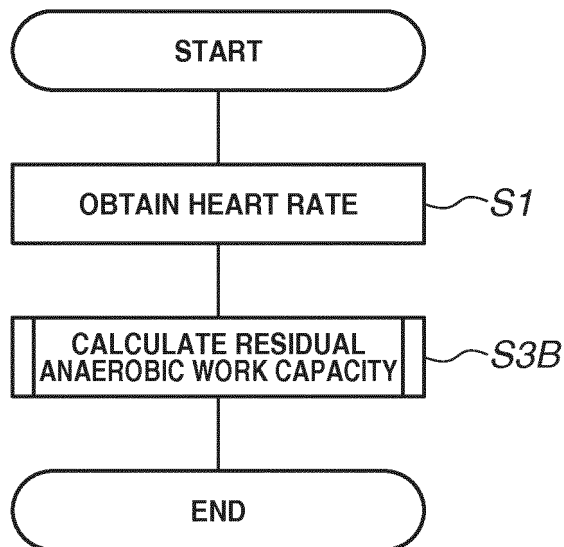 START
OBTAIN HEART RATE
S1
CALCULATE RESIDUAL
ANAEROBIC WORK CAPACITY
S3B
END